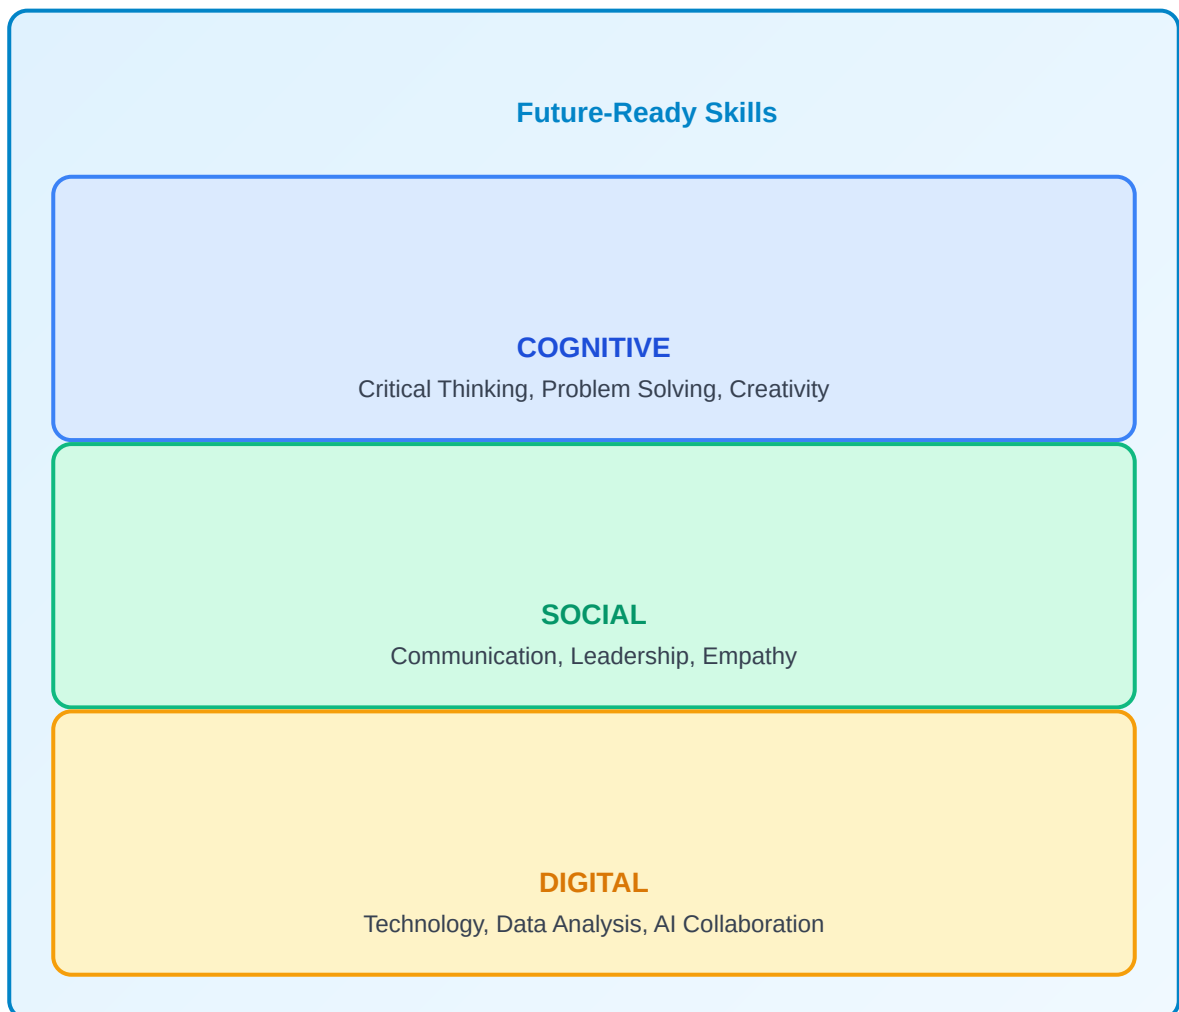 Future-Ready Skills
COGNITIVE
Critical Thinking, Problem Solving, Creativity
SOCIAL
Communication, Leadership, Empathy
DIGITAL
Technology, Data Analysis, AI Collaboration